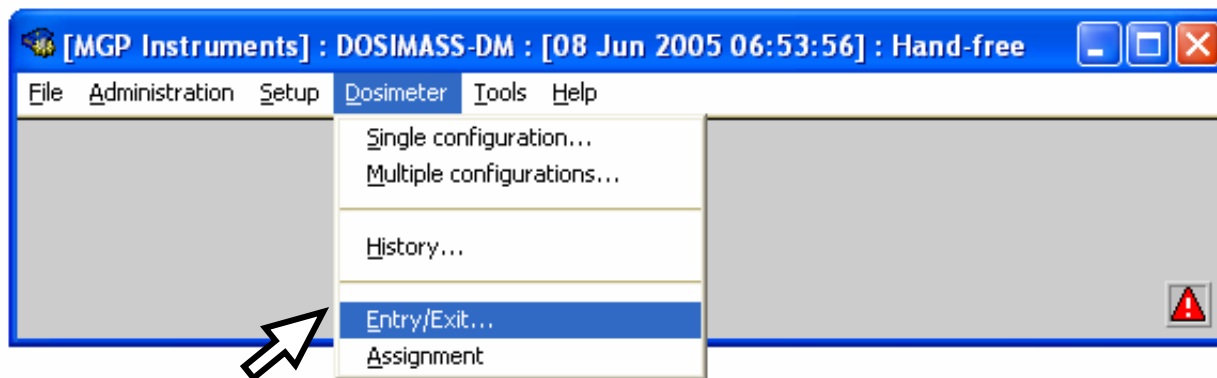 [MGP Instruments] : DOSIMASS-DM : [08 Jun 2005 06:53:56] : Hand-free
File Administration Setup Dosimeter Tools Help
Single configuration...
Multiple configurations...
History...
Entry/Exit...
Assignment